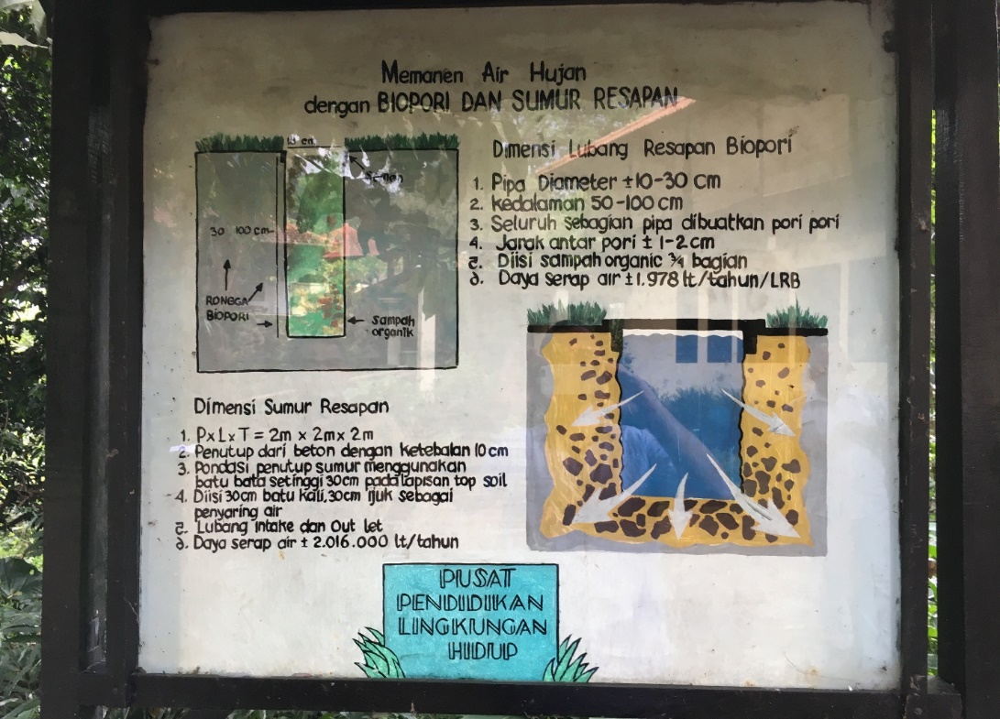 Memanen Air Hujan
dengan BIOPORI DAN SUMUR RESAPAN
Dimensi Lubang Resapan Biopori
1. Pipa Diameter ±10-30 cm
2. kedalaman 50-100 cm
3. Seluruh sebagian pipa dibuatkan pori pori
4. Jarak antar pori ± 1-2 cm
5. Diisi sampah organic ¾ bagian
6. Daya serap air ±1.978 lt/tahun/LRB
cm
Semen
30 100 cm
RONGGA
BIOPORI
Sampah
organik
Dimensi Sumur Resapan
1. P x L x T = 2m x 2m x 2m
2. Penutup dari beton dengan ketebalan 10 cm
3. Pondasi penutup sumur menggunakan
batu bata setinggi 30cm pada lapisan top soil
4. Diisi 30cm batu kali, 30cm ijuk sebagai
penyaring air
5. Lubang intake dan Out let
6. Daya serap air ± 2.016.000 lt/tahun
PUSAT
PENDIDIKAN
LINGKUNGAN
HIDUP